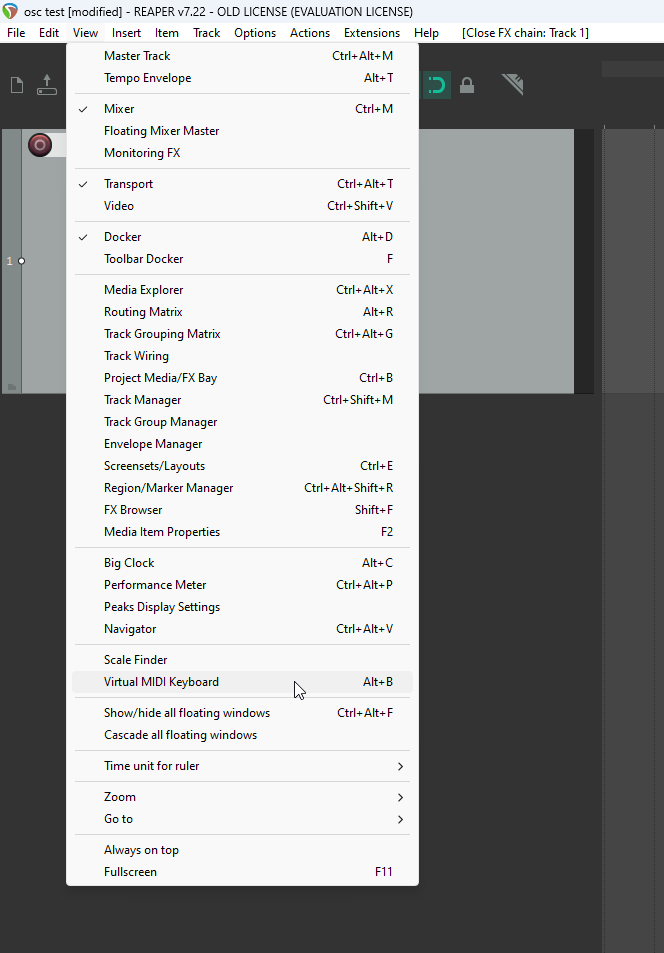 osc test [modified] - REAPER v7.22 - OLD LICENSE (EVALUATION LICENSE)
File Edit View Insert Item Track Options Actions Extensions Help [Close FX chain: Track 1]
Master Track Ctrl+Alt+M
Tempo Envelope Alt+T
Mixer Ctrl+M
Floating Mixer Master
Monitoring FX
Transport Ctrl+Alt+T
Video Ctrl+Shift+V
Docker Alt+D
Toolbar Docker F
1
Media Explorer Ctrl+Alt+X
Routing Matrix Alt+R
Track Grouping Matrix Ctrl+Alt+G
Track Wiring
Project Media/FX Bay Ctrl+B
Track Manager Ctrl+Shift+M
Track Group Manager
Envelope Manager
Screensets/Layouts Ctrl+E
Region/Marker Manager Ctrl+Alt+Shift+R
FX Browser Shift+F
Media Item Properties F2
Big Clock Alt+C
Performance Meter Ctrl+Alt+P
Peaks Display Settings
Navigator Ctrl+Alt+V
Scale Finder
Virtual MIDI Keyboard Alt+B
Show/hide all floating windows Ctrl+Alt+F
Cascade all floating windows
Time unit for ruler
Zoom
Go to
Always on top
Fullscreen F11